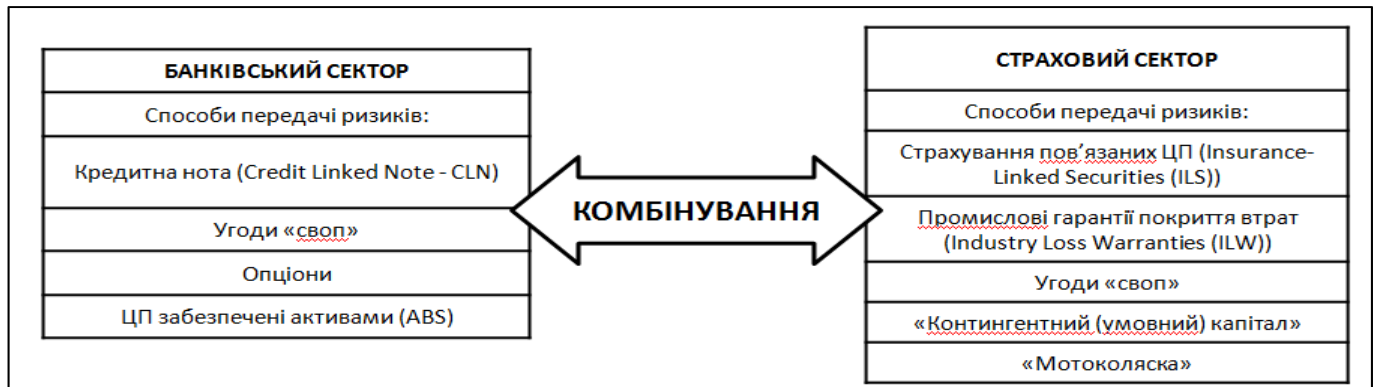 БАНКІВСЬКИЙ СЕКТОР
Способи передачі ризиків:
Кредитна нота (Credit Linked Note - CLN)
Угоди «своп»
Опціони
ЦП забезпечені активами (ABS)
КОМБІНУВАННЯ
СТРАХОВИЙ СЕКТОР
Способи передачі ризиків:
Страхування пов’язаних ЦП (Insurance-
Linked Securities (ILS))
Промислові гарантії покриття втрат
(Industry Loss Warranties (ILW))
Угоди «своп»
«Контингентний (умовний) капітал»
«Мотоколяска»